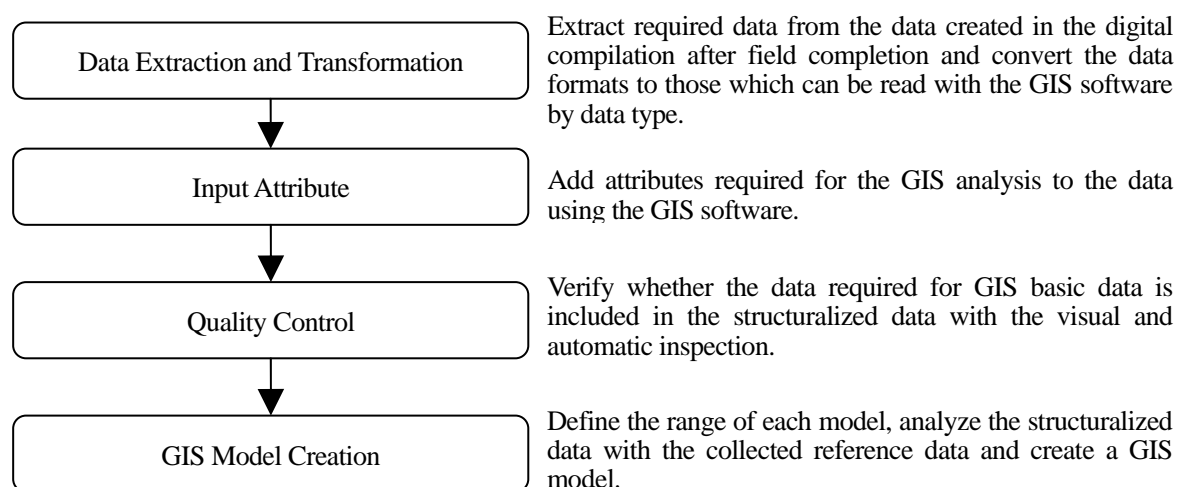 Data Extraction and Transformation
Extract required data from the data created in the digital
compilation after field completion and convert the data
formats to those which can be read with the GIS software
by data type.
Input Attribute
Add attributes required for the GIS analysis to the data
using the GIS software.
Quality Control
Verify whether the data required for GIS basic data is
included in the structuralized data with the visual and
automatic inspection.
GIS Model Creation
Define the range of each model, analyze the structuralized
data with the collected reference data and create a GIS
model.